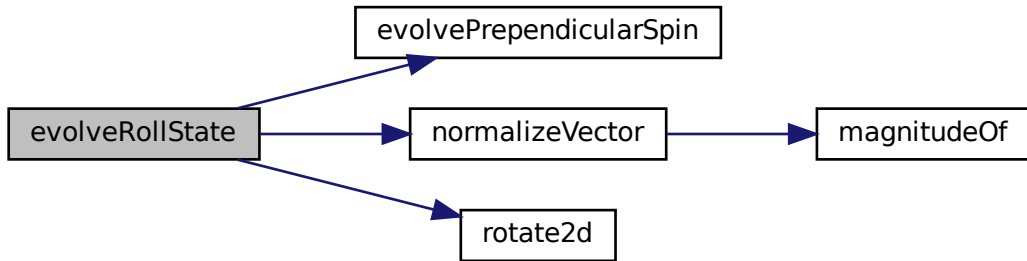 evolvePrependicularSpin
evolveRollState
normalizeVector
magnitudeOf
rotate2d